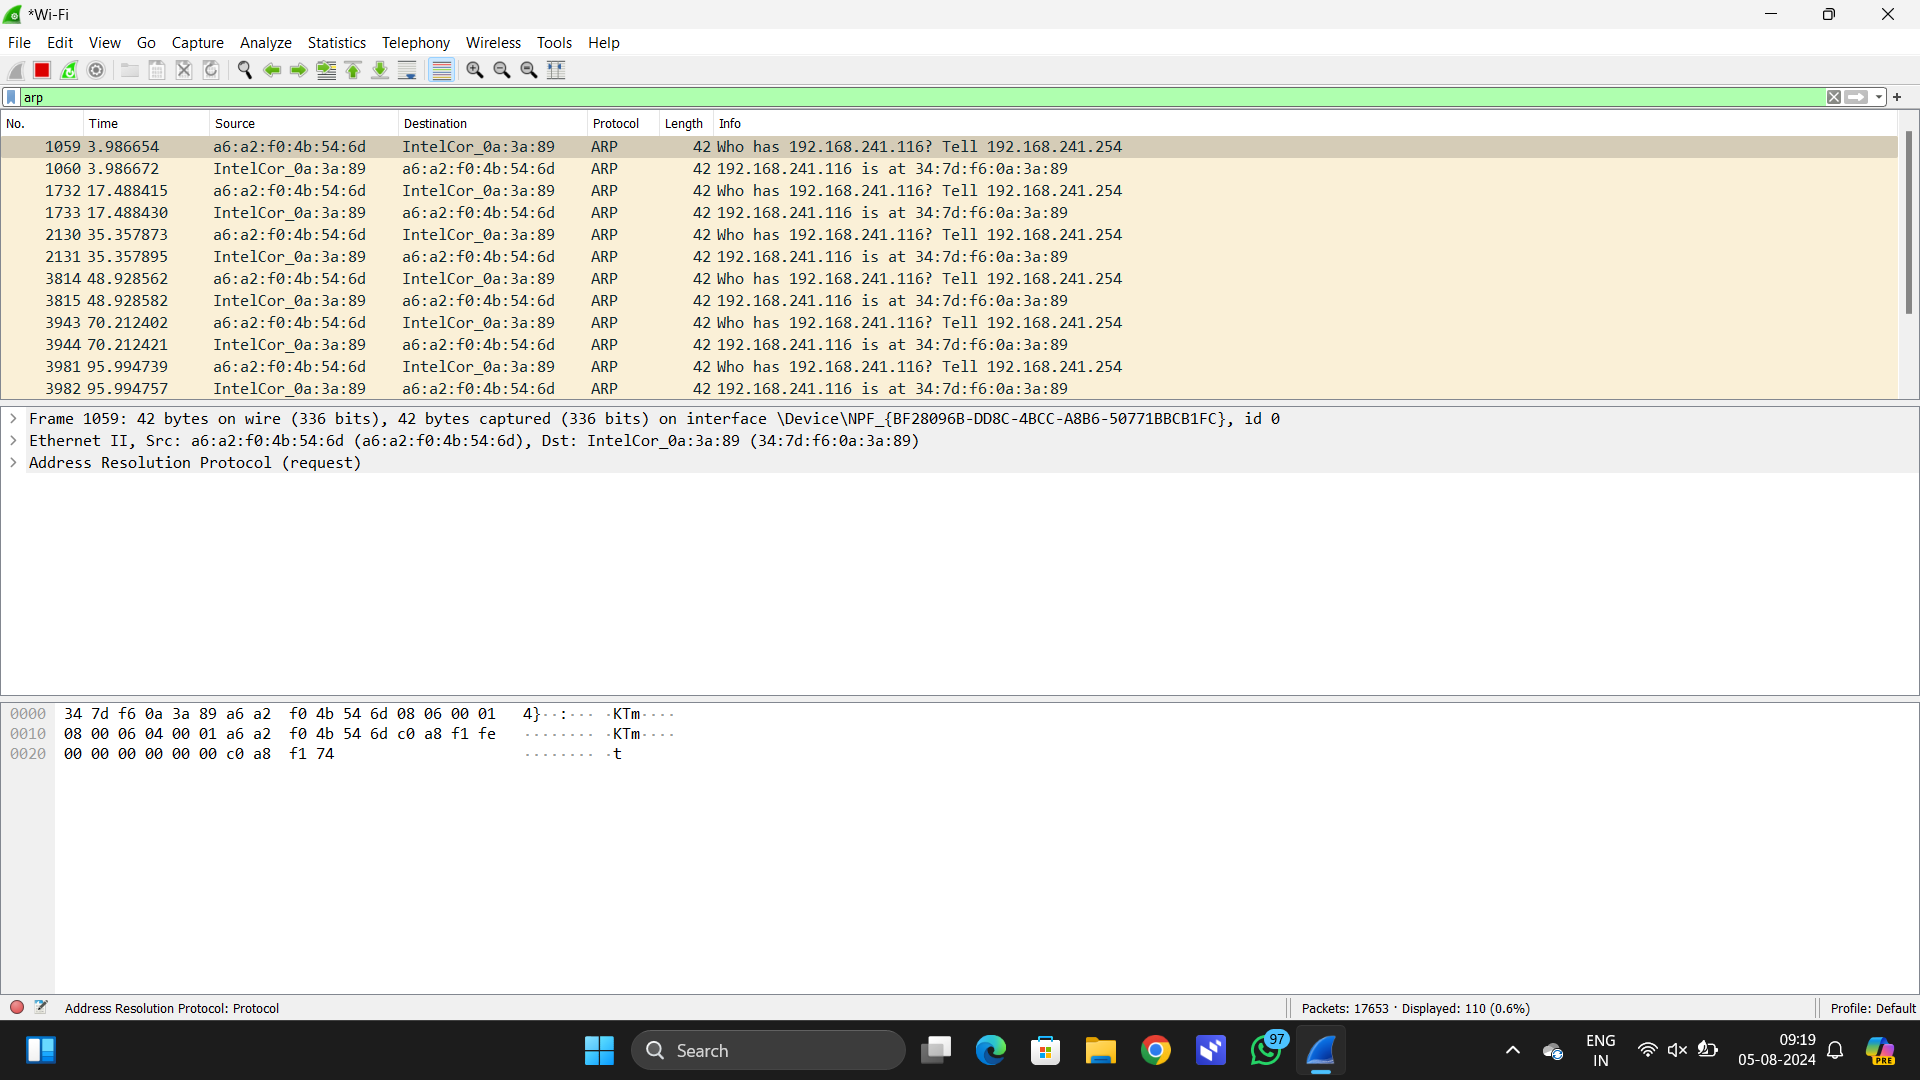 *Wi-Fi
File Edit View Go Capture Analyze Statistics Telephony Wireless Tools Help
arp
No. Time Source Destination Protocol Length Info
1059 3.986654 a6:a2:f0:4b:54:6d IntelCor_0a:3a:89 ARP 42 Who has 192.168.241.116? Tell 192.168.241.254
1060 3.986672 IntelCor_0a:3a:89 a6:a2:f0:4b:54:6d ARP 42 192.168.241.116 is at 34:7d:f6:0a:3a:89
1732 17.488415 a6:a2:f0:4b:54:6d IntelCor_0a:3a:89 ARP 42 Who has 192.168.241.116? Tell 192.168.241.254
1733 17.488430 IntelCor_0a:3a:89 a6:a2:f0:4b:54:6d ARP 42 192.168.241.116 is at 34:7d:f6:0a:3a:89
2130 35.357873 a6:a2:f0:4b:54:6d IntelCor_0a:3a:89 ARP 42 Who has 192.168.241.116? Tell 192.168.241.254
2131 35.357895 IntelCor_0a:3a:89 a6:a2:f0:4b:54:6d ARP 42 192.168.241.116 is at 34:7d:f6:0a:3a:89
3814 48.928562 a6:a2:f0:4b:54:6d IntelCor_0a:3a:89 ARP 42 Who has 192.168.241.116? Tell 192.168.241.254
3815 48.928582 IntelCor_0a:3a:89 a6:a2:f0:4b:54:6d ARP 42 192.168.241.116 is at 34:7d:f6:0a:3a:89
3943 70.212402 a6:a2:f0:4b:54:6d IntelCor_0a:3a:89 ARP 42 Who has 192.168.241.116? Tell 192.168.241.254
3944 70.212421 IntelCor_0a:3a:89 a6:a2:f0:4b:54:6d ARP 42 192.168.241.116 is at 34:7d:f6:0a:3a:89
3981 95.994739 a6:a2:f0:4b:54:6d IntelCor_0a:3a:89 ARP 42 Who has 192.168.241.116? Tell 192.168.241.254
3982 95.994757 IntelCor_0a:3a:89 a6:a2:f0:4b:54:6d ARP 42 192.168.241.116 is at 34:7d:f6:0a:3a:89
Frame 1059: 42 bytes on wire (336 bits), 42 bytes captured (336 bits) on interface \Device\NPF_{BF28096B-DD8C-4BCC-A8B6-50771BBCB1FC}, id 0
Ethernet II, Src: a6:a2:f0:4b:54:6d (a6:a2:f0:4b:54:6d), Dst: IntelCor_0a:3a:89 (34:7d:f6:0a:3a:89)
Address Resolution Protocol (request)
0000 34 7d f6 0a 3a 89 a6 a2 f0 4b 54 6d 08 06 00 01 4}··:··· ·KTm····
0010 08 00 06 04 00 01 a6 a2 f0 4b 54 6d c0 a8 f1 fe ········ ·KTm····
0020 00 00 00 00 00 00 c0 a8 f1 74 ········ ·t
Address Resolution Protocol: Protocol Packets: 17653 · Displayed: 110 (0.6%) Profile: Default
Search 97 ENG IN 09:19 05-08-2024 PRE